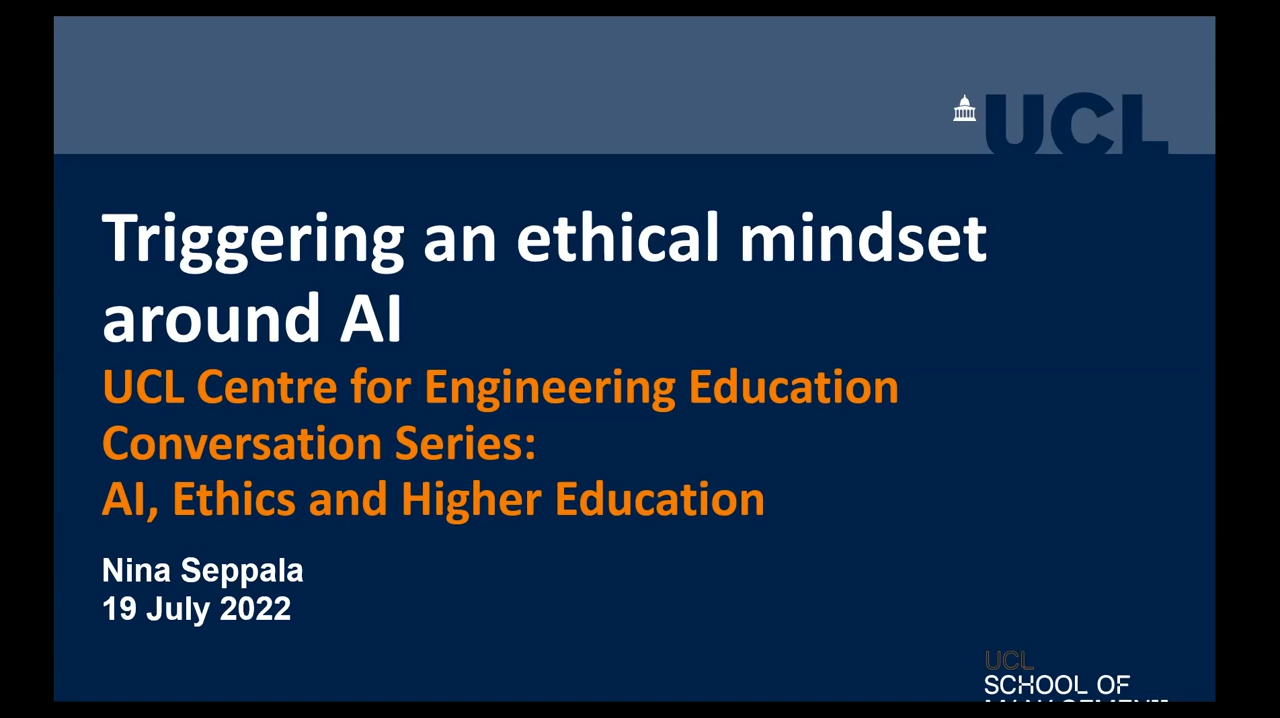 UCL
Triggering an ethical mindset
around AI
UCL Centre for Engineering Education
Conversation Series:
AI, Ethics and Higher Education
Nina Seppala
19 July 2022
UCL
SCHOOL OF
MANAGEMENT